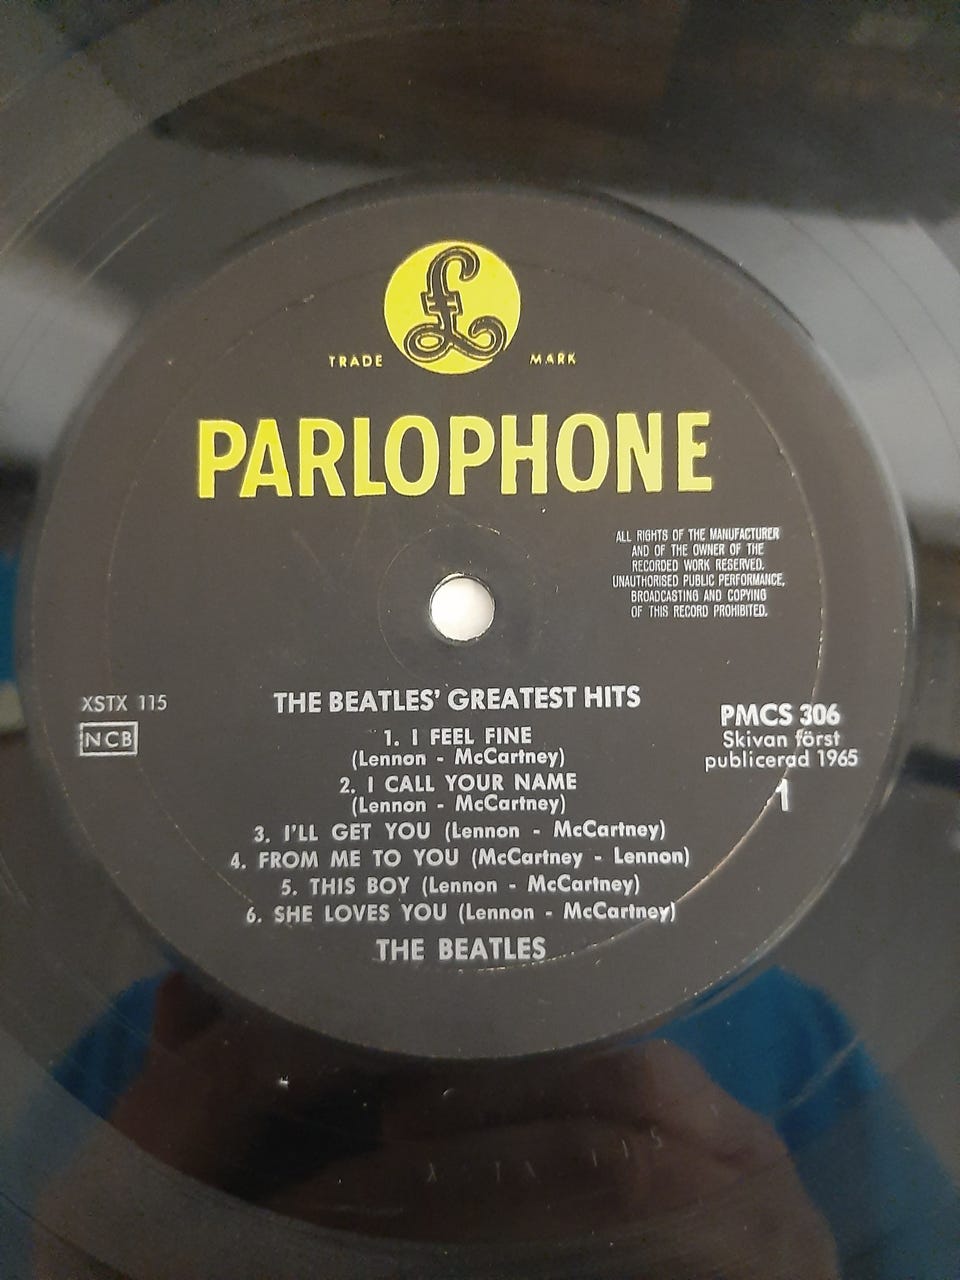 £
TRADE MARK
PARLOPHONE
ALL RIGHTS OF THE MANUFACTURER
AND OF THE OWNER OF THE
RECORDED WORK RESERVED.
UNAUTHORISED PUBLIC PERFORMANCE,
BROADCASTING AND COPYING
OF THIS RECORD PROHIBITED.
XSTX 115
NCB
THE BEATLES' GREATEST HITS
PMCS 306
Skivan först
publicerad 1965
1
1. I FEEL FINE
(Lennon - McCartney)
2. I CALL YOUR NAME
(Lennon - McCartney)
3. I'LL GET YOU (Lennon - McCartney)
4. FROM ME TO YOU (McCartney - Lennon)
5. THIS BOY (Lennon - McCartney)
6. SHE LOVES YOU (Lennon - McCartney)
THE BEATLES